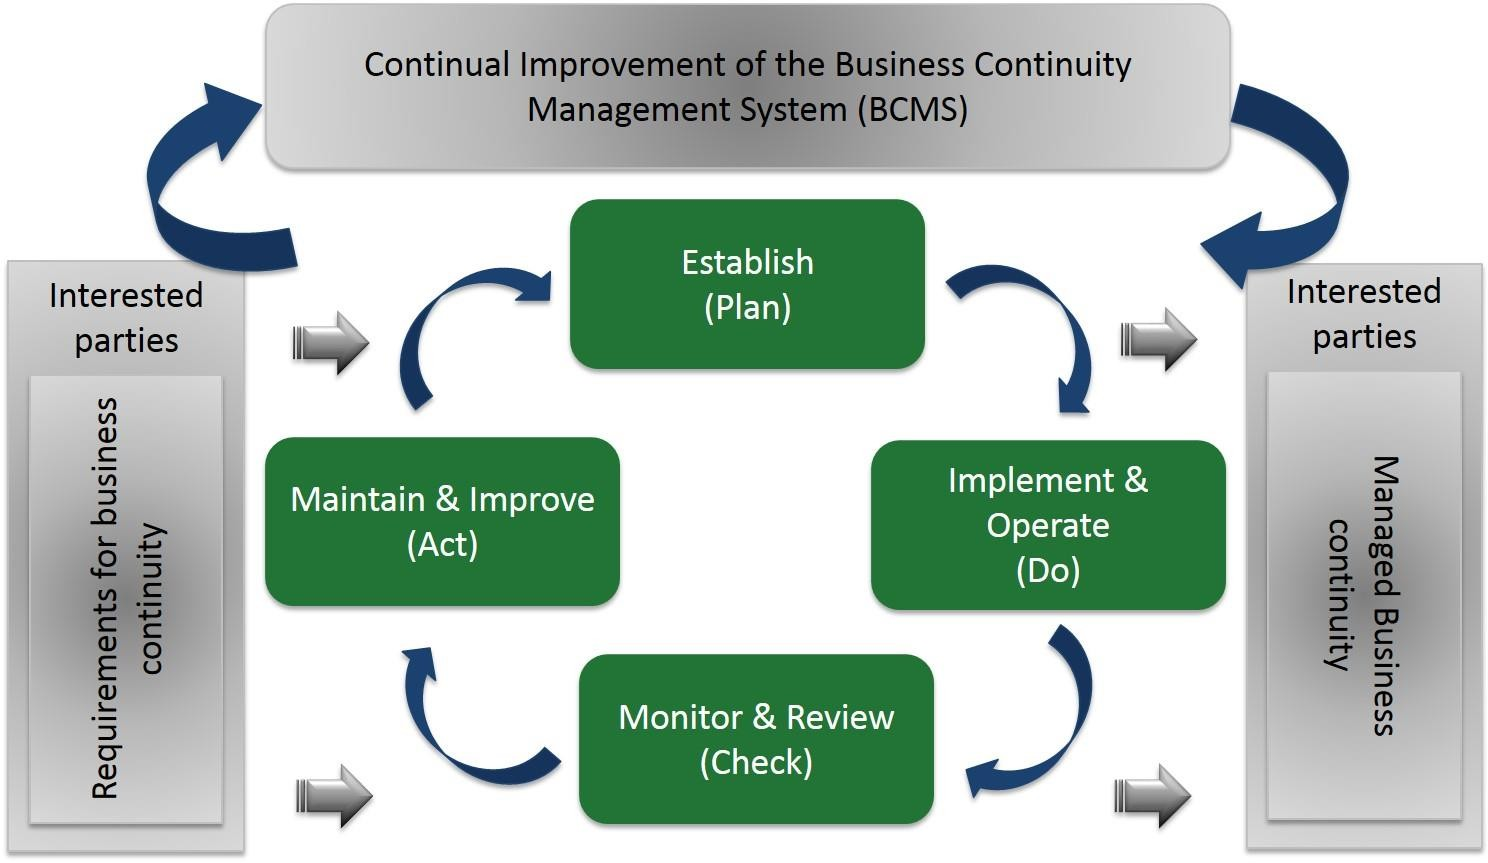 Continual Improvement of the Business Continuity
Management System (BCMS)
Interested
parties
Requirements for business
continuity
Establish
(Plan)
Maintain & Improve
(Act)
Implement &
Operate
(Do)
Monitor & Review
(Check)
Interested
parties
Managed Business
continuity